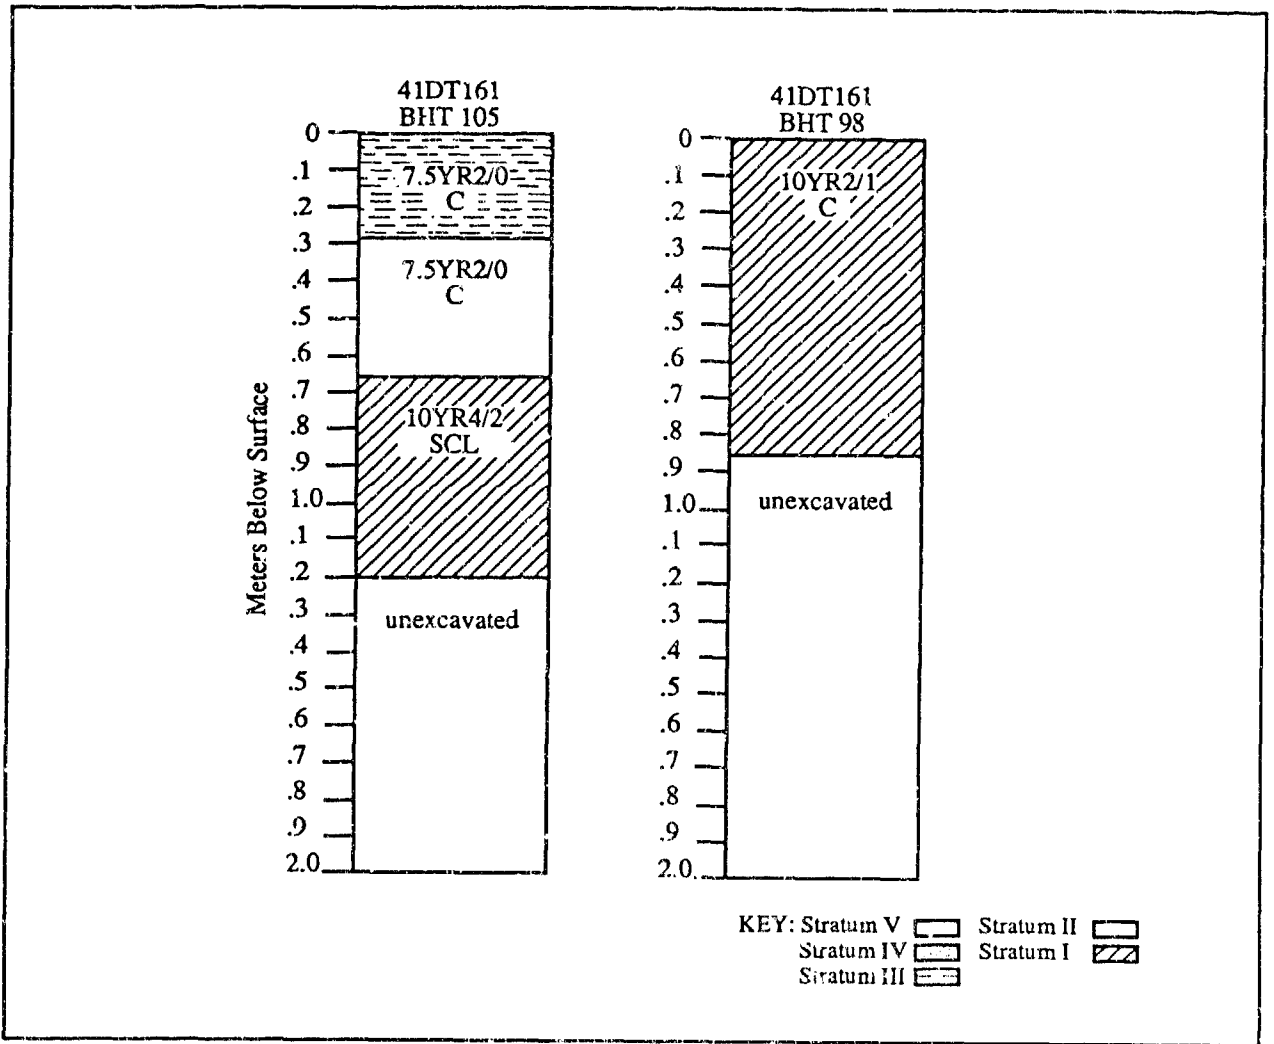 41DT161
BHT 105
0
.1
.2
.3
.4
.5
.6
.7
.8
.9
1.0
.1
.2
.3
.4
.5
.6
.7
.8
.9
2.0
Meters Below Surface
7.5YR2/0
C
7.5YR2/0
C
10YR4/2
SCL
unexcavated
41DT161
BHT 98
0
.1
.2
.3
.4
.5
.6
.7
.8
.9
1.0
.1
.2
.3
.4
.5
.6
.7
.8
.9
2.0
10YR2/1
C
unexcavated
KEY: Stratum V Stratum II
Stratum IV Stratum I
Stratum III